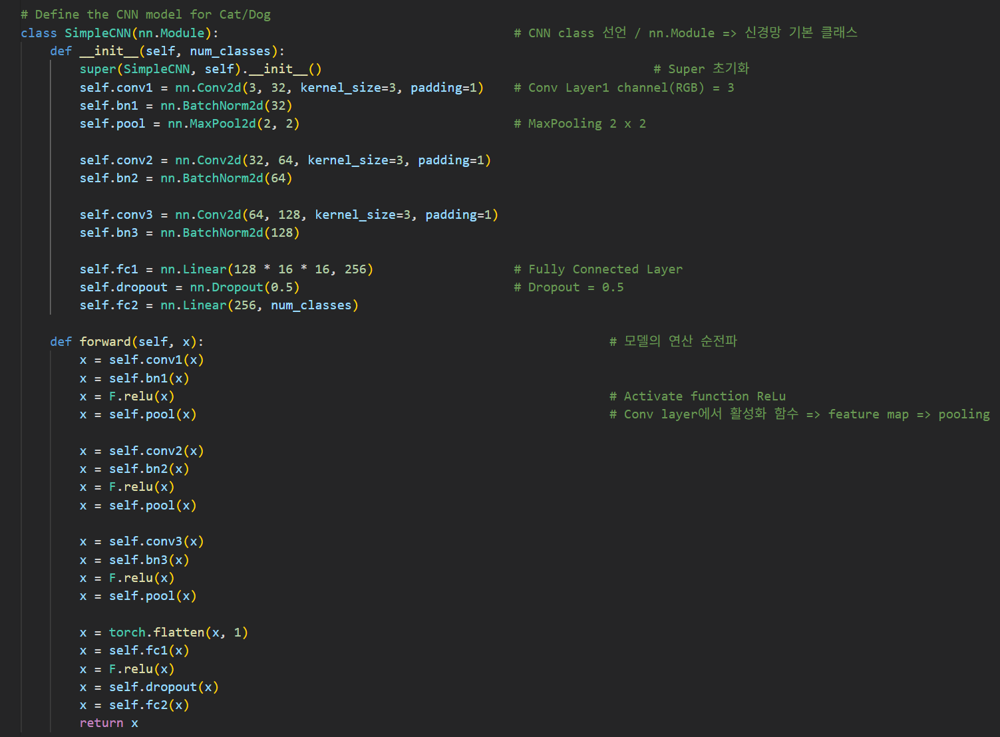 # Define the CNN model for Cat/Dog
class SimpleCNN(nn.Module): # CNN class 선언 / nn.Module => 신경망 기본 클래스
def __init__(self, num_classes):
super(SimpleCNN, self).__init__() # Super 초기화
self.conv1 = nn.Conv2d(3, 32, kernel_size=3, padding=1) # Conv Layer1 channel(RGB) = 3
self.bn1 = nn.BatchNorm2d(32)
self.pool = nn.MaxPool2d(2, 2) # MaxPooling 2 x 2
self.conv2 = nn.Conv2d(32, 64, kernel_size=3, padding=1)
self.bn2 = nn.BatchNorm2d(64)
self.conv3 = nn.Conv2d(64, 128, kernel_size=3, padding=1)
self.bn3 = nn.BatchNorm2d(128)
self.fc1 = nn.Linear(128 * 16 * 16, 256) # Fully Connected Layer
self.dropout = nn.Dropout(0.5) # Dropout = 0.5
self.fc2 = nn.Linear(256, num_classes)
def forward(self, x): # 모델의 연산 순전파
x = self.conv1(x)
x = self.bn1(x)
x = F.relu(x) # Activate function ReLu
x = self.pool(x) # Conv layer에서 활성화 함수 => feature map => pooling
x = self.conv2(x)
x = self.bn2(x)
x = F.relu(x)
x = self.pool(x)
x = self.conv3(x)
x = self.bn3(x)
x = F.relu(x)
x = self.pool(x)
x = torch.flatten(x, 1)
x = self.fc1(x)
x = F.relu(x)
x = self.dropout(x)
x = self.fc2(x)
return x